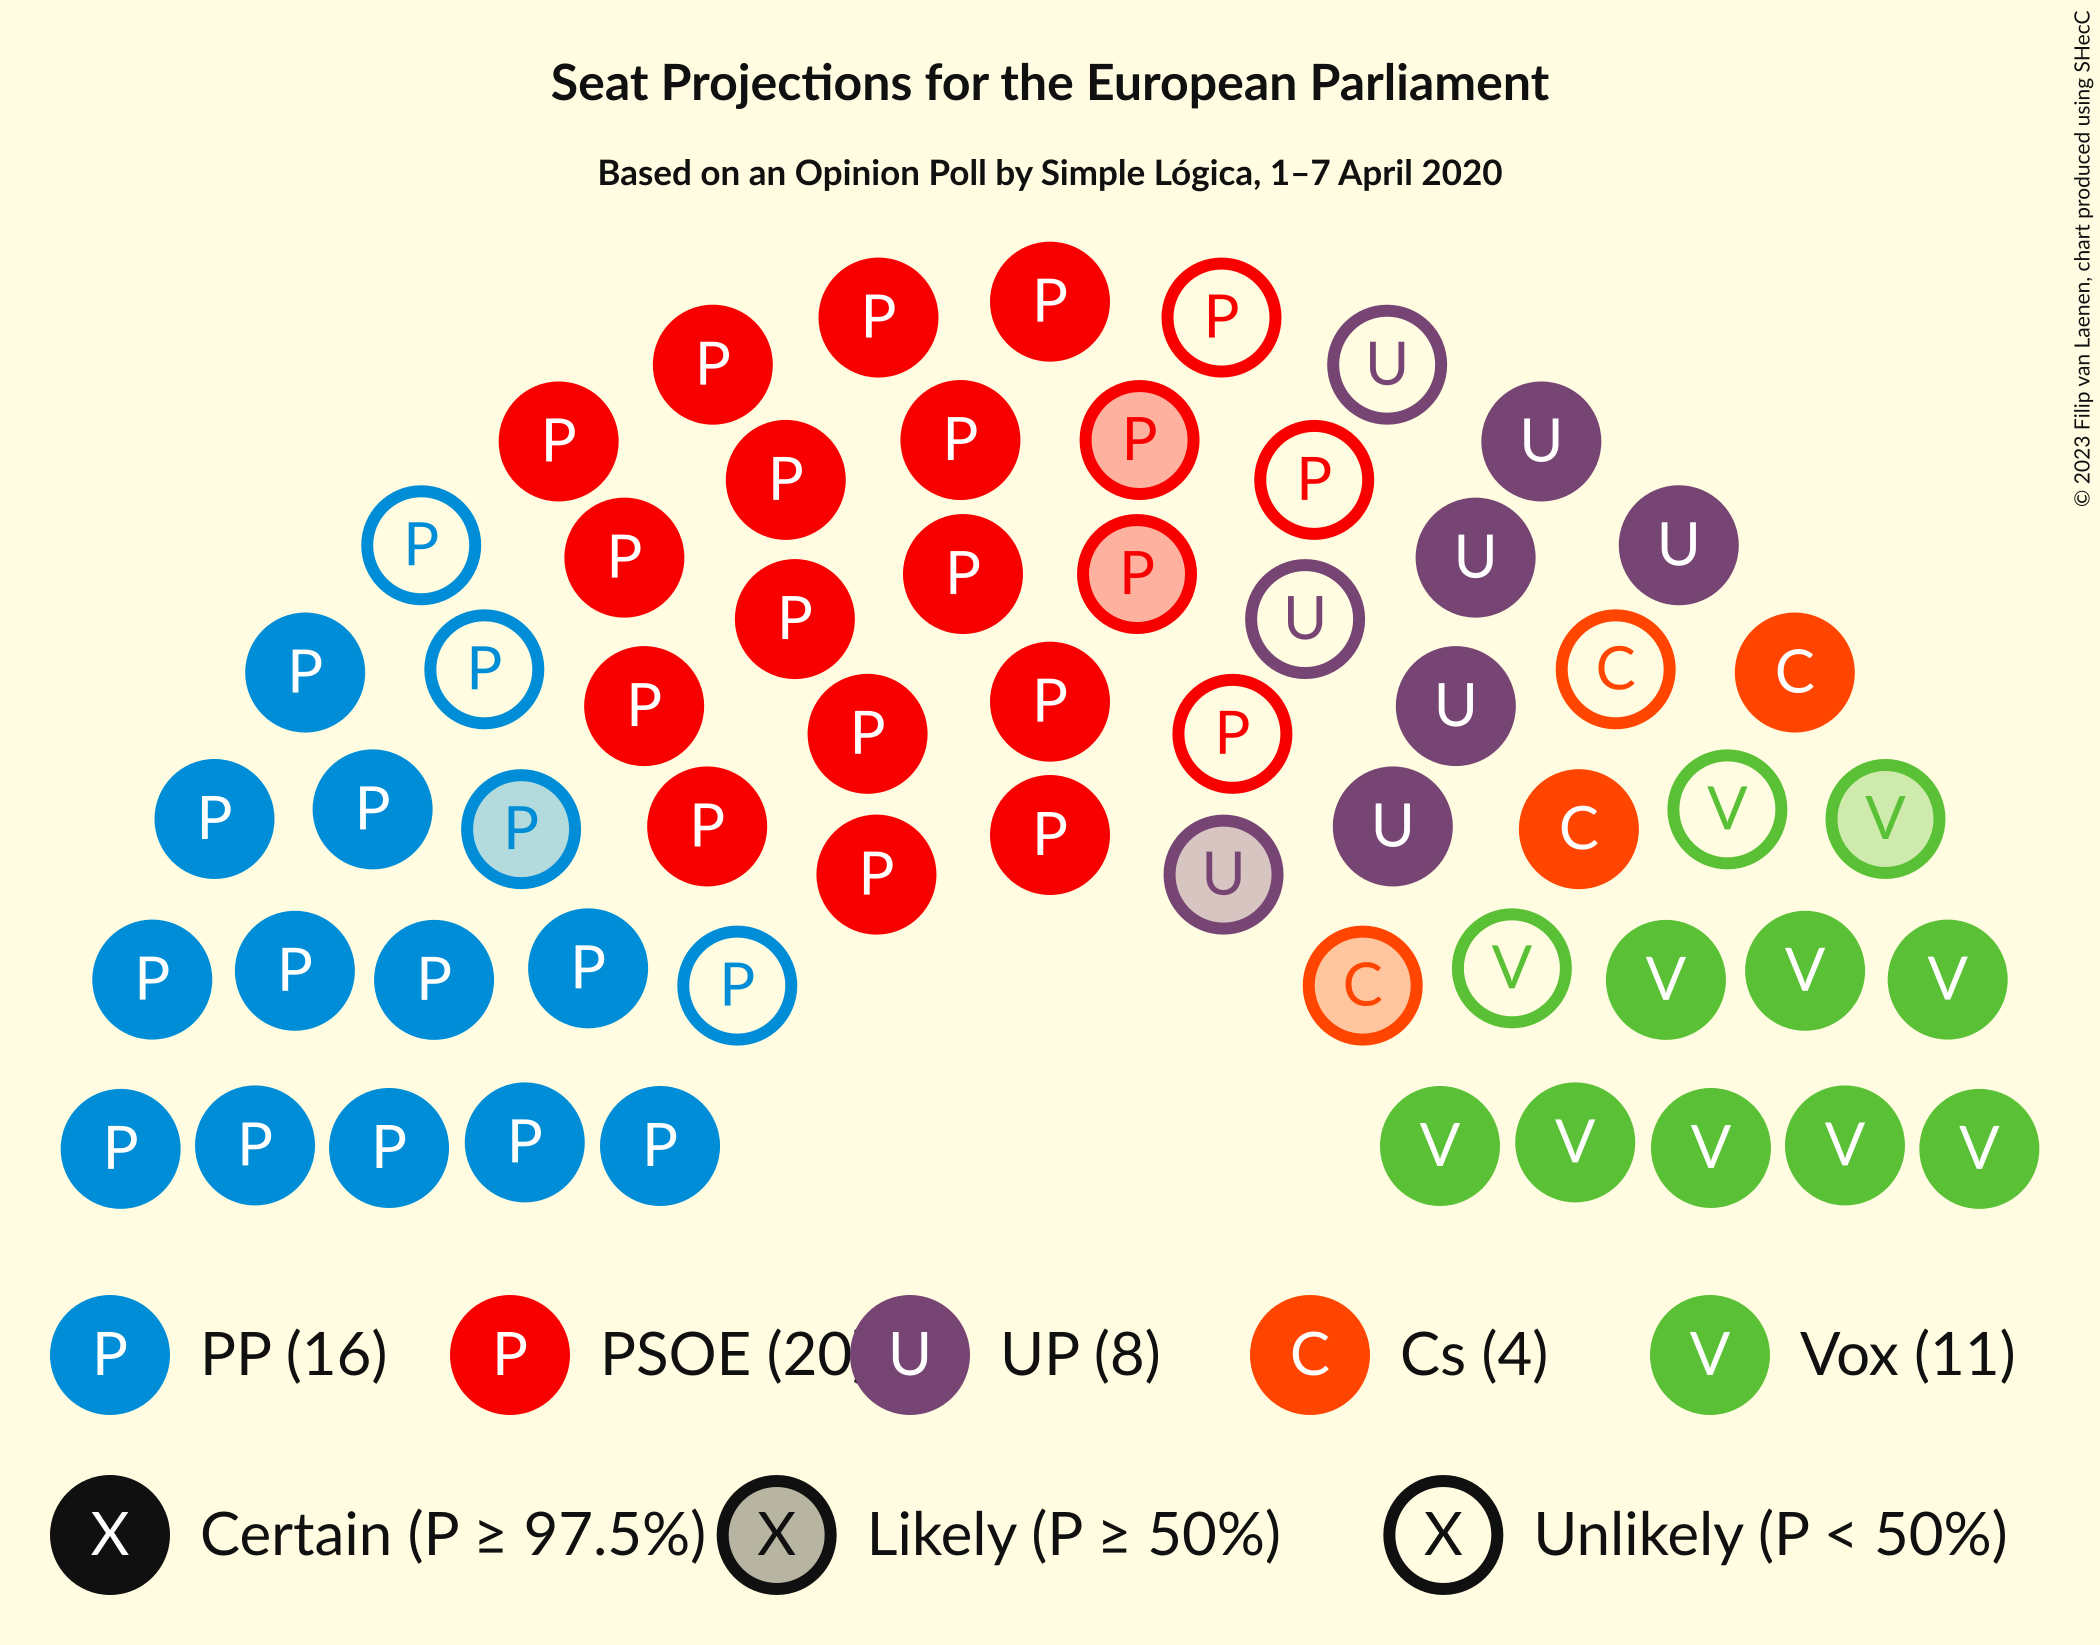 © 2023 Filip van Laenen, chart produced using SHecC
Seat Projections for the European Parliament
Based on an Opinion Poll by Simple Lógica, 1–7 April 2020
P P P
P U
P P P U
P P
P P U U
P P
P U
P P C C
P P U
P P
P P P P P U C V V
P U
P P P P P C V V V V
P P P P P V V V V V
P PP (16) P PSOE (20) U UP (8) C Cs (4) V Vox (11)
X Certain (P ≥ 97.5%) X Likely (P ≥ 50%) X Unlikely (P < 50%)